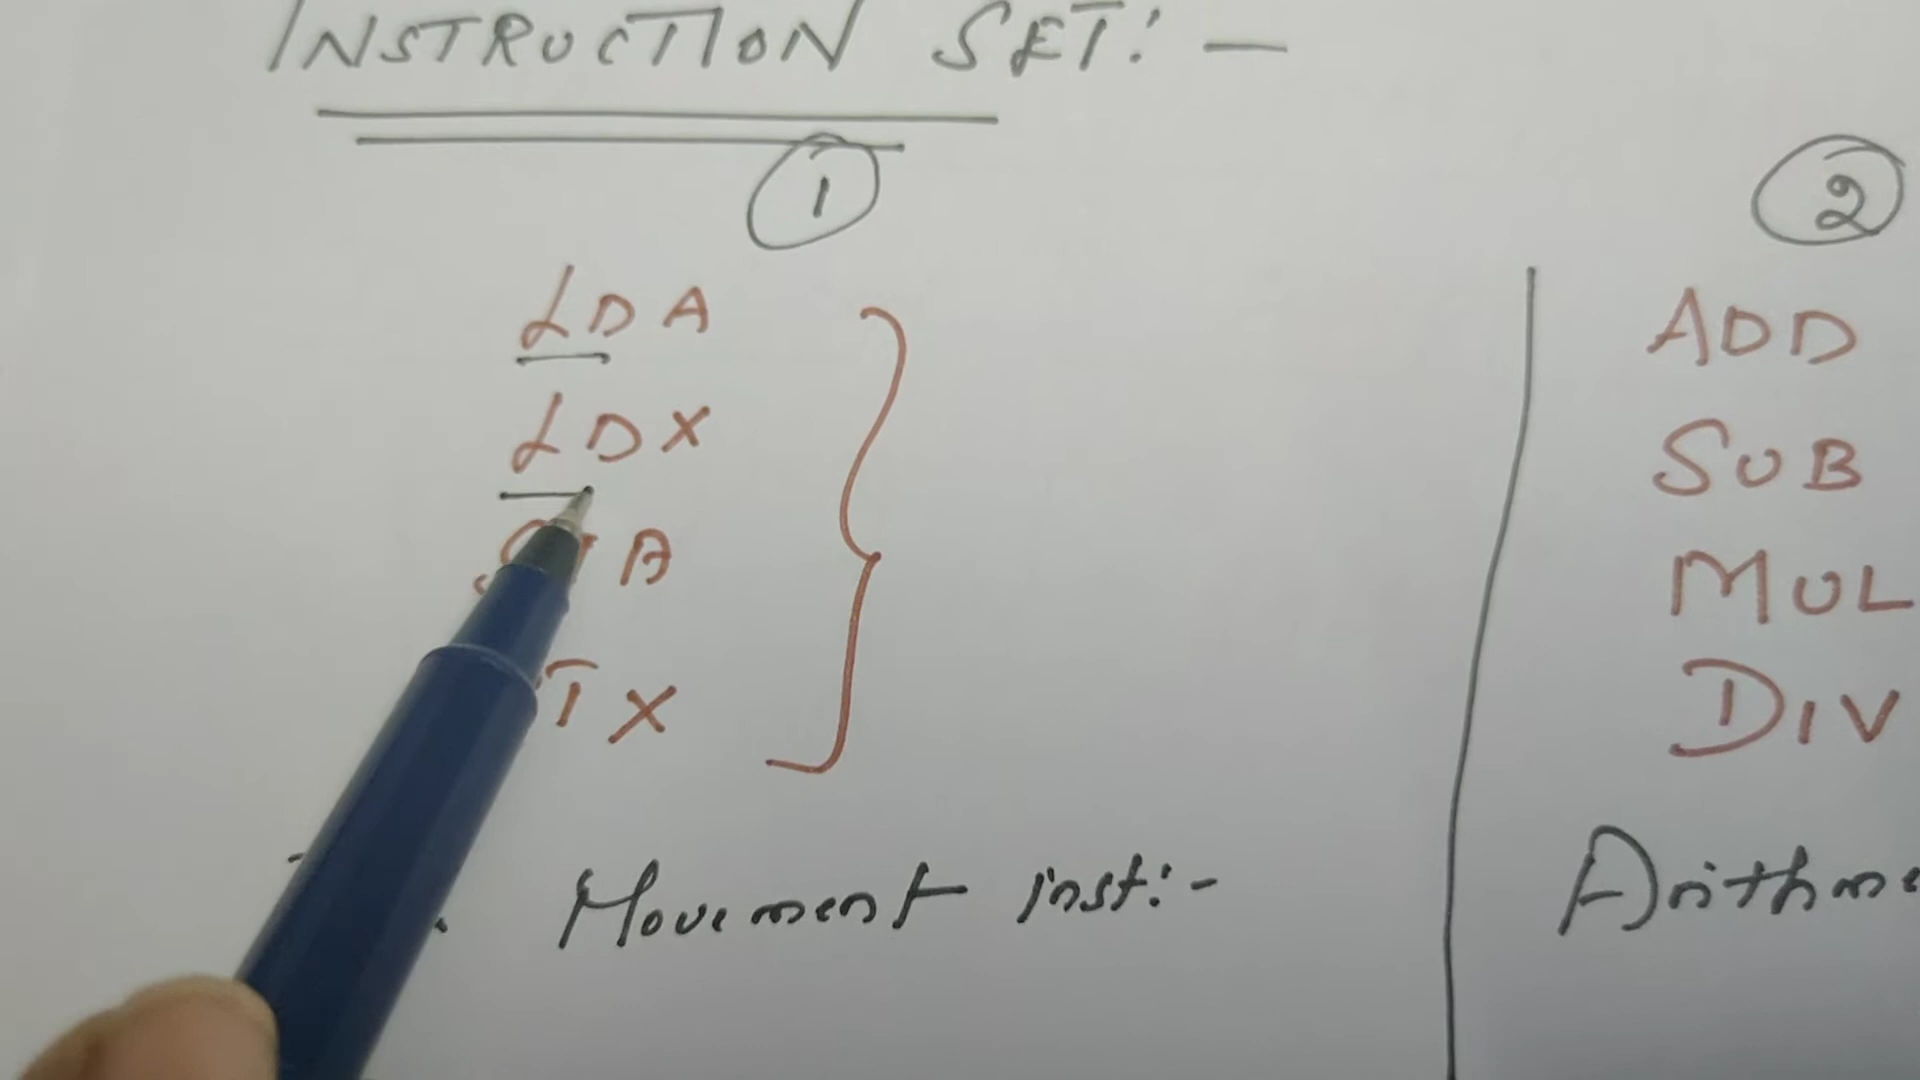 INSTRUCTION SET:-
1
LDA
LDX
A
TX
Movement inst:-
2
ADD
SUB
MUL
DIV